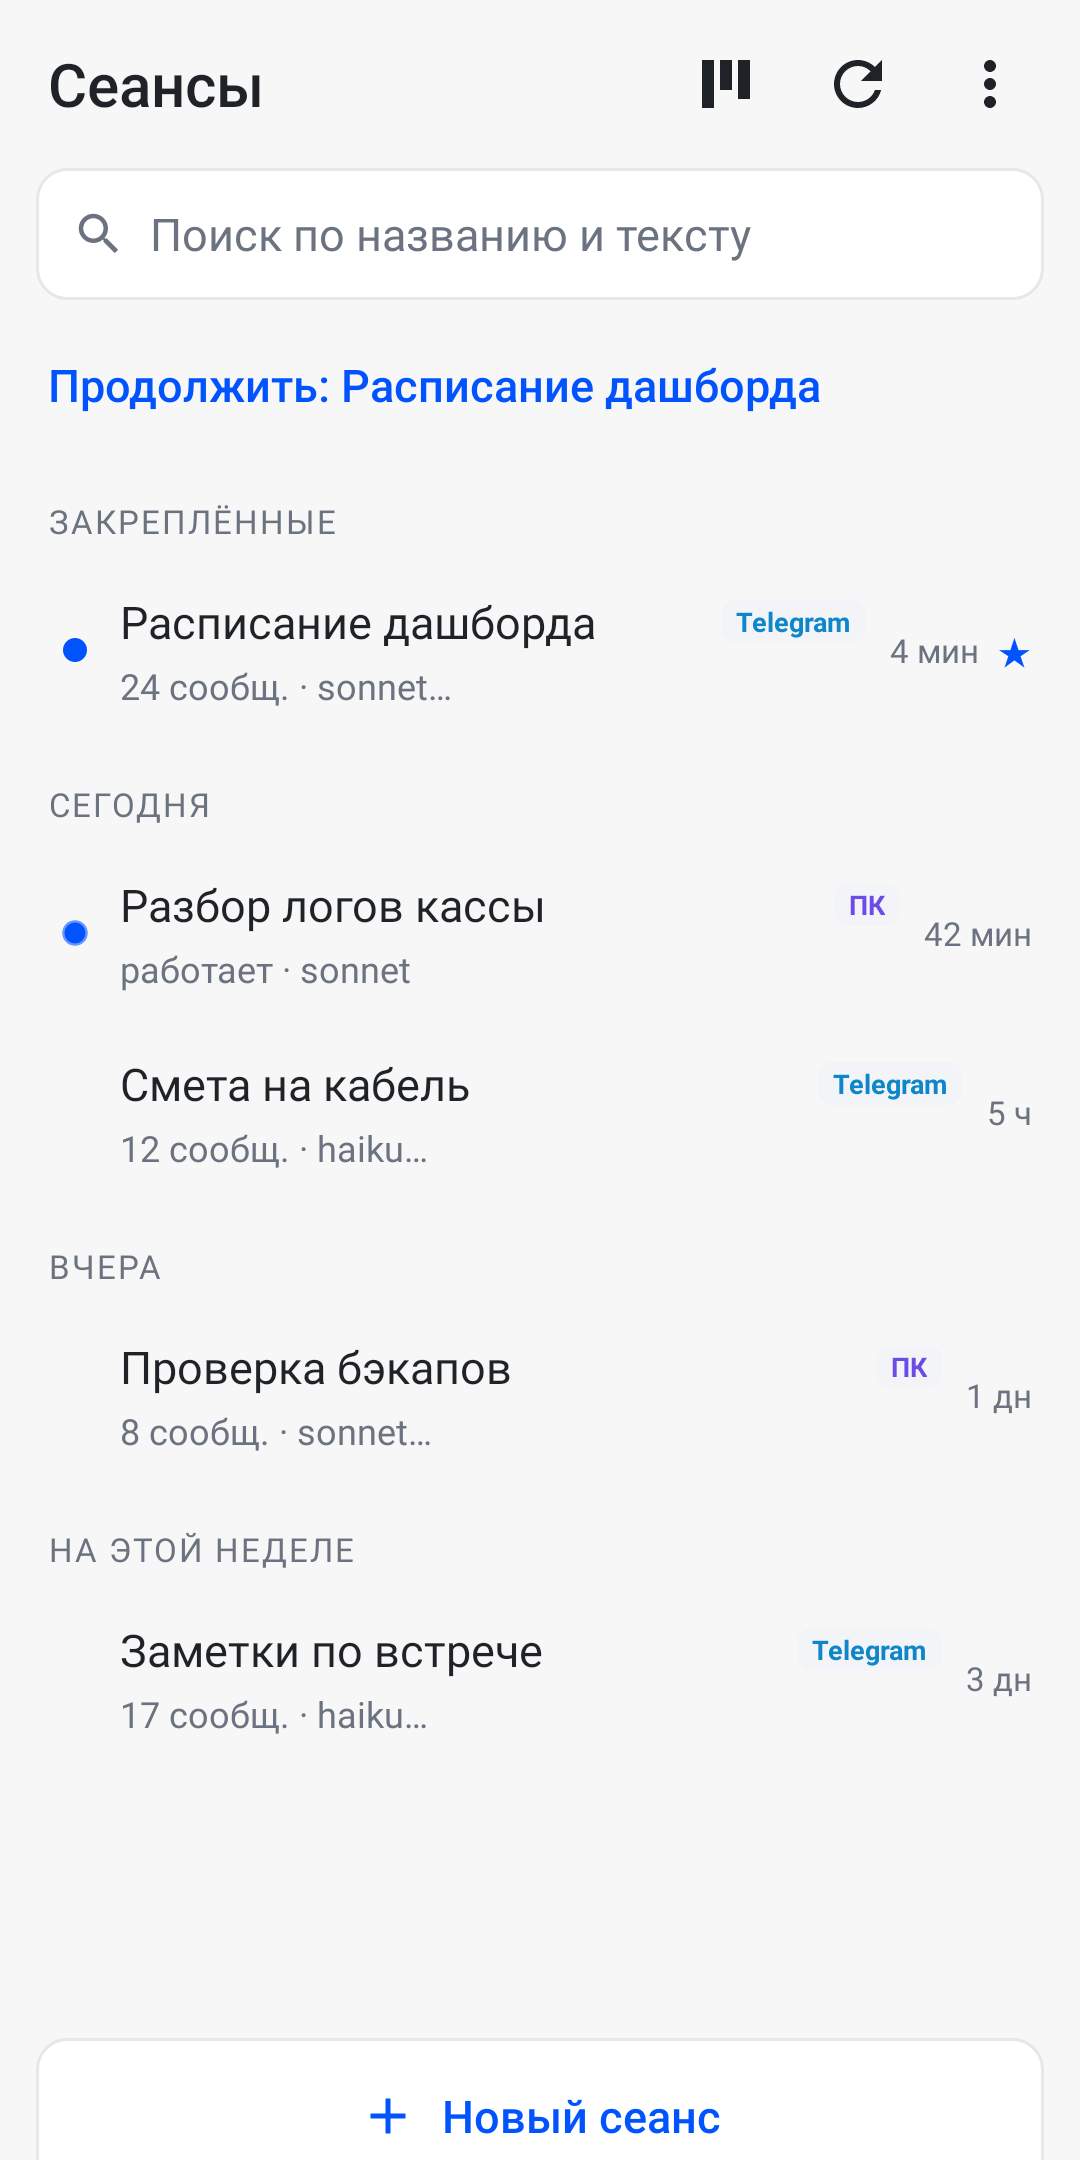 Сеансы
Поиск по названию и тексту
Продолжить: Расписание дашборда
ЗАКРЕПЛЁННЫЕ
Расписание дашборда Telegram
4 мин ★
24 сообщ. · sonnet…
СЕГОДНЯ
Разбор логов кассы ПК
42 мин
работает · sonnet
Смета на кабель Telegram
5 ч
12 сообщ. · haiku…
ВЧЕРА
Проверка бэкапов ПК
1 дн
8 сообщ. · sonnet…
НА ЭТОЙ НЕДЕЛЕ
Заметки по встрече Telegram
3 дн
17 сообщ. · haiku…
+ Новый сеанс